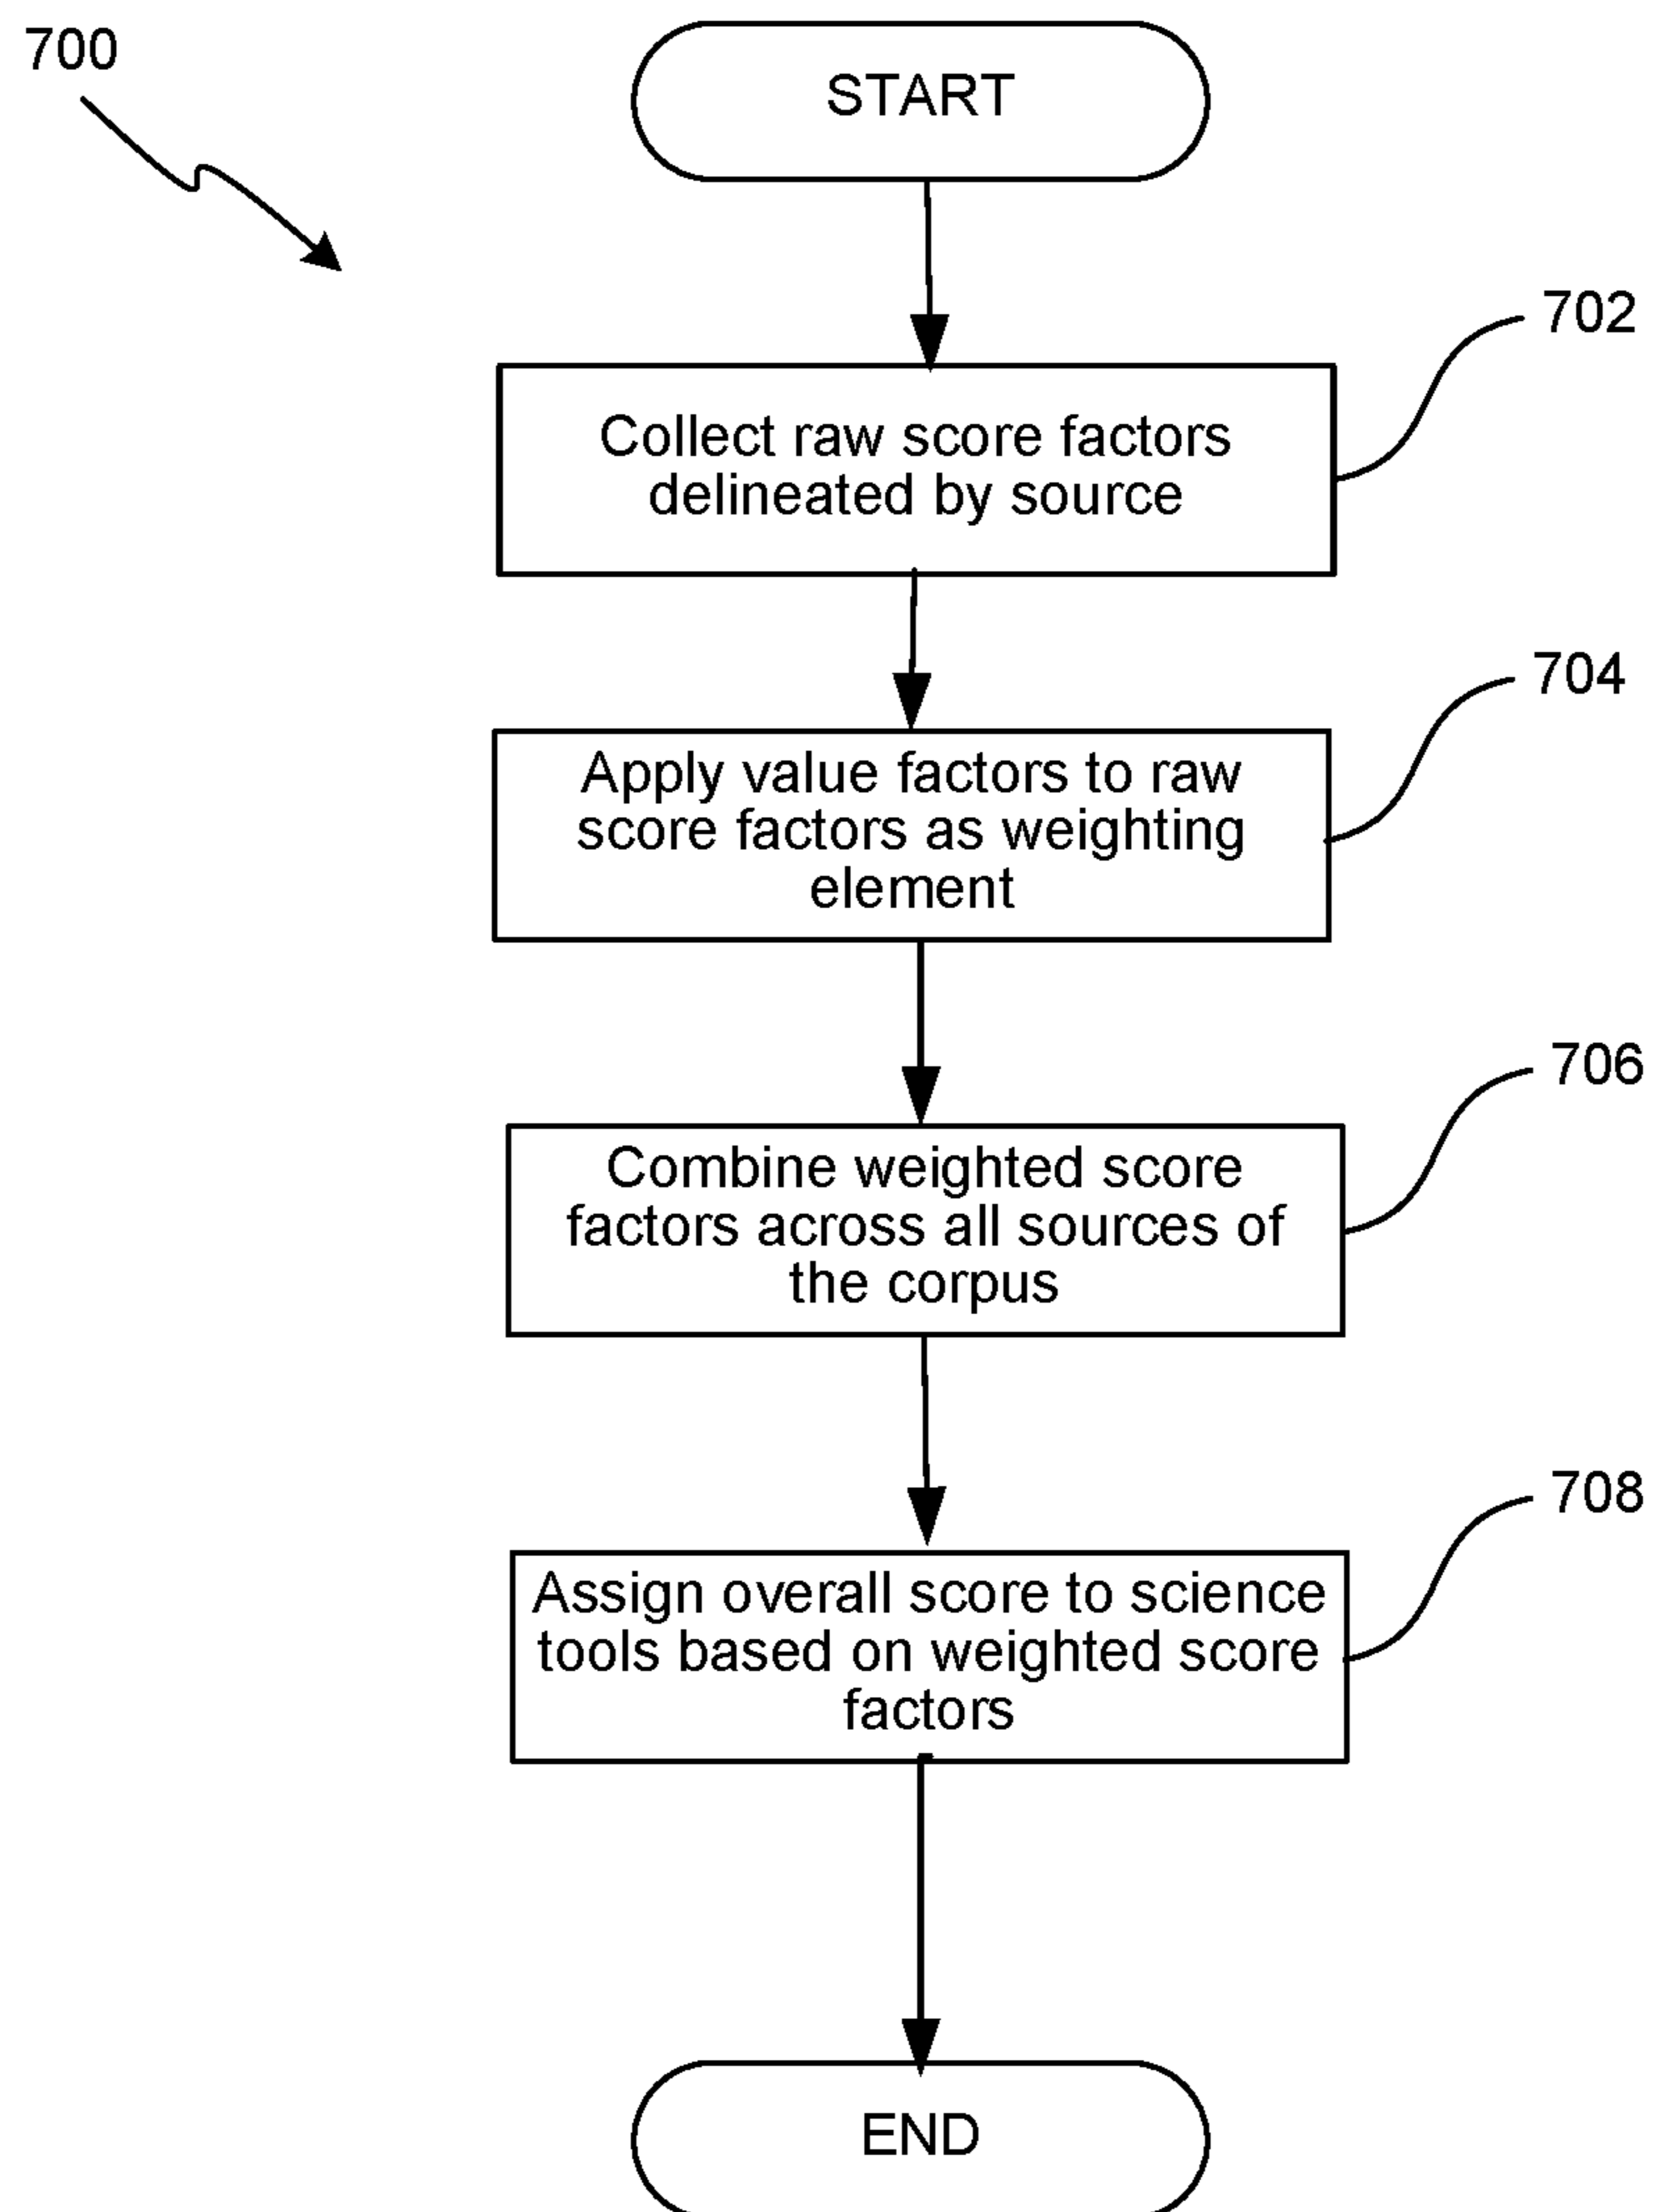 700
START
702
Collect raw score factors
delineated by source
704
Apply value factors to raw
score factors as weighting
element
706
Combine weighted score
factors across all sources of
the corpus
708
Assign overall score to science
tools based on weighted score
factors
END